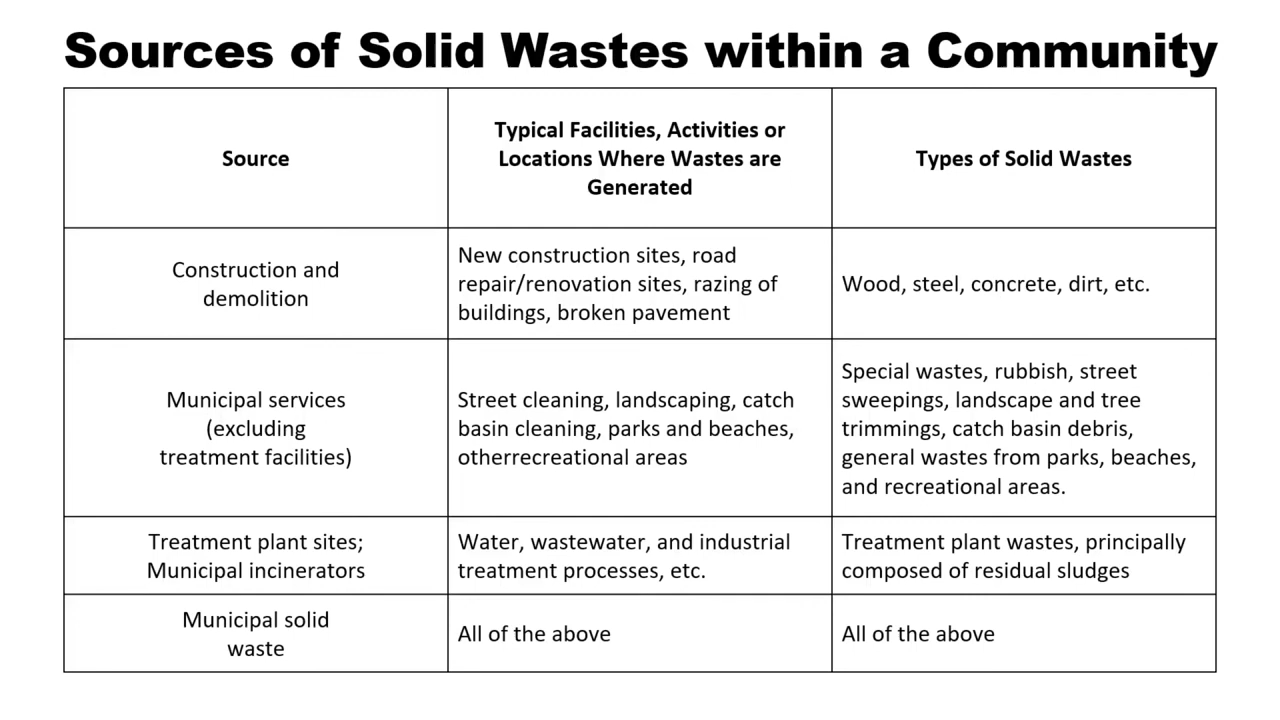 Sources of Solid Wastes within a Community
Source
Typical Facilities, Activities or
Locations Where Wastes are
Generated
Types of Solid Wastes
Construction and
demolition
New construction sites, road
repair/renovation sites, razing of
buildings, broken pavement
Wood, steel, concrete, dirt, etc.
Municipal services
(excluding
treatment facilities)
Street cleaning, landscaping, catch
basin cleaning, parks and beaches,
otherrecreational areas
Special wastes, rubbish, street
sweepings, landscape and tree
trimmings, catch basin debris,
general wastes from parks, beaches,
and recreational areas.
Treatment plant sites;
Municipal incinerators
Water, wastewater, and industrial
treatment processes, etc.
Treatment plant wastes, principally
composed of residual sludges
Municipal solid
waste
All of the above
All of the above